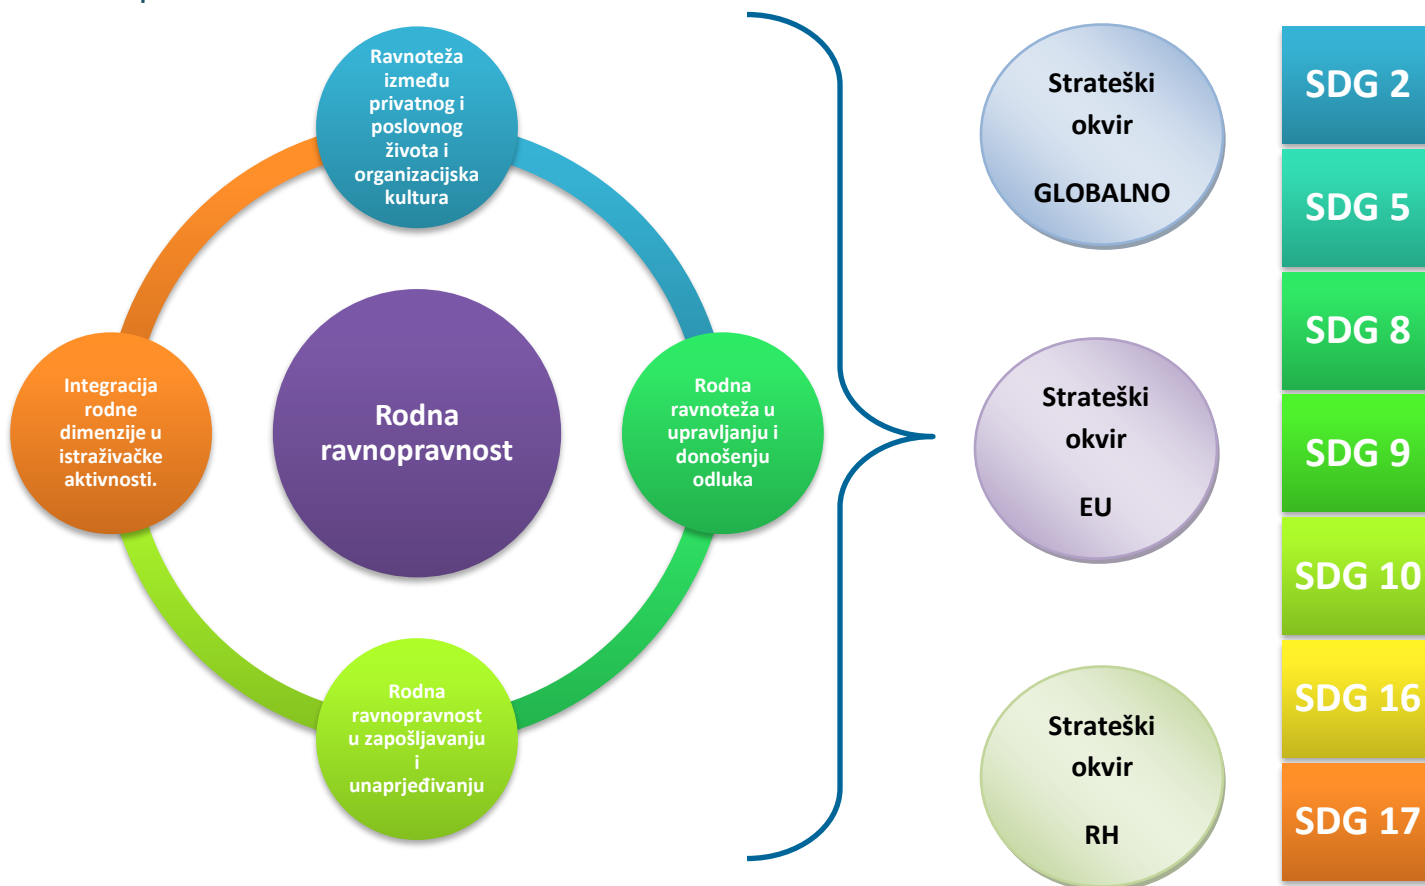 Ravnoteža
između
privatnog i
poslovnog
života i
organizacijska
kultura
Integracija
rodne
dimenzije u
istraživačke
aktivnosti.
Rodna
ravnopravnost
Rodna
ravnoteža u
upravljanju i
donošenju
odluka
Rodna
ravnopravnost
u zapošljavanju
i
unaprjeđivanju
Strateški
okvir
GLOBALNO
Strateški
okvir
EU
Strateški
okvir
RH
SDG 2
SDG 5
SDG 8
SDG 9
SDG 10
SDG 16
SDG 17